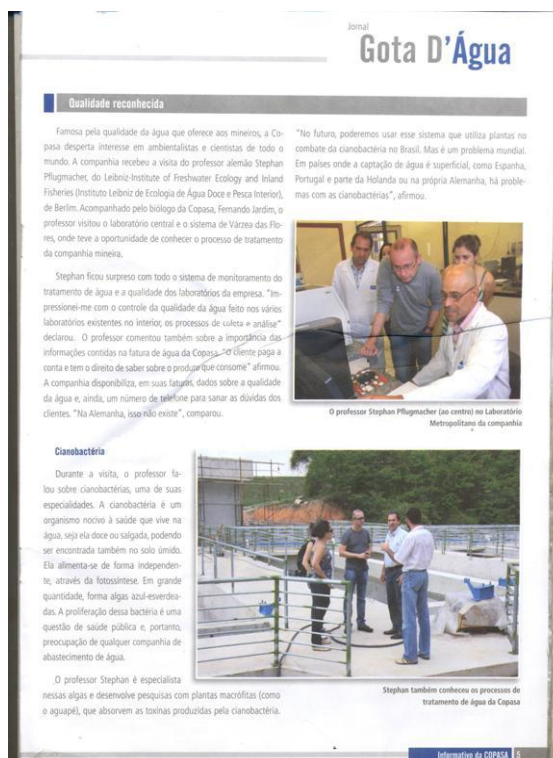 Jornal
Gota D'Água
Qualidade reconhecida
Famosa pela qualidade da água que oferece aos mineiros, a Co-
pasa desperta interesse em ambientalistas e cientistas de todo o
mundo. A companhia recebeu a visita do professor alemão Stephan
Pflugmacher, do Leibniz-Institute of Freshwater Ecology and Inland
Fisheries (Instituto Leibniz de Ecologia de Água Doce e Pesca Interior),
de Berlim. Acompanhado pelo biólogo da Copasa, Fernando Jardim, o
professor visitou o laboratório central e o sistema de Várzea das Flo-
res, onde teve a oportunidade de conhecer o processo de tratamento
da companhia mineira.
Stephan ficou surpreso com todo o sistema de monitoramento do
tratamento de água e a qualidade dos laboratórios da empresa. "Im-
pressionei-me com o controle da qualidade da água feito nos vários
laboratórios existentes no interior, os processos de coleta e análise"
declarou. O professor comentou também sobre a importância das
informações contidas na fatura de água da Copasa. "O cliente paga a
conta e tem o direito de saber sobre o produto que consome" afirmou.
A companhia disponibiliza, em suas faturas, dados sobre a qualidade
da água e, ainda, um número de telefone para sanar as dúvidas dos
clientes. "Na Alemanha, isso não existe", comparou.
Cianobactéria
Durante a visita, o professor fa-
lou sobre cianobactérias, uma de suas
especialidades. A cianobactéria é um
organismo nocivo à saúde que vive na
água, seja ela doce ou salgada, podendo
ser encontrada também no solo úmido.
Ela alimenta-se de forma independen-
te, através da fotossíntese. Em grande
quantidade, forma algas azul-esverdea-
das. A proliferação dessa bactéria é uma
questão de saúde pública e, portanto,
preocupação de qualquer companhia de
abastecimento de água.
O professor Stephan é especialista
nessas algas e desenvolve pesquisas com plantas macrófitas (como
o aguapé), que absorvem as toxinas produzidas pela cianobactéria.
"No futuro, poderemos usar esse sistema que utiliza plantas no
combate da cianobactéria no Brasil. Mas é um problema mundial.
Em países onde a captação de água é superficial, como Espanha,
Portugal e parte da Holanda ou na própria Alemanha, há proble-
mas com as cianobactérias", afirmou.
O professor Stephan Pflugmacher (ao centro) no Laboratório
Metropolitano da companhia
Stephan também conheceu os processos de
tratamento de água da Copasa
Informativo da COPASA 5